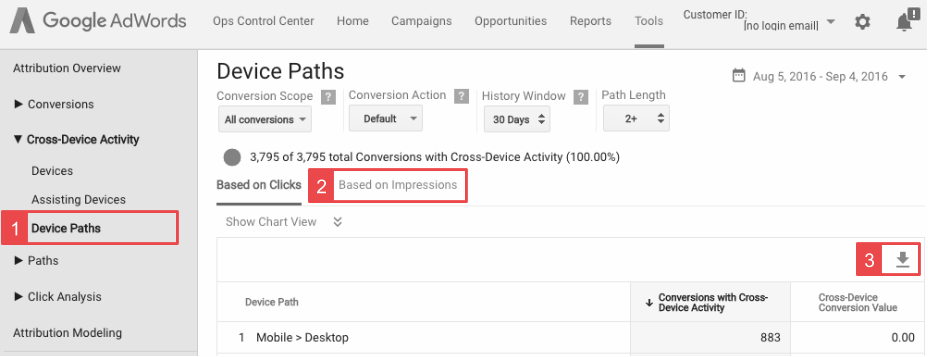 Google AdWords Ops Control Center Home Campaigns Opportunities Reports Tools Customer ID:
[no login email] !
Attribution Overview
Conversions
Cross-Device Activity
Devices
Assisting Devices
1 Device Paths
Paths
Click Analysis
Attribution Modeling
Device Paths
Aug 5, 2016 - Sep 4, 2016
Conversion Scope ? Conversion Action ? History Window ? Path Length
All conversions Default 30 Days 2+
3,795 of 3,795 total Conversions with Cross-Device Activity (100.00%)
Based on Clicks 2 Based on Impressions
Show Chart View
3
Device Path
Conversions with Cross-
Device Activity
Cross-Device
Conversion Value
1 Mobile > Desktop 883 0.00